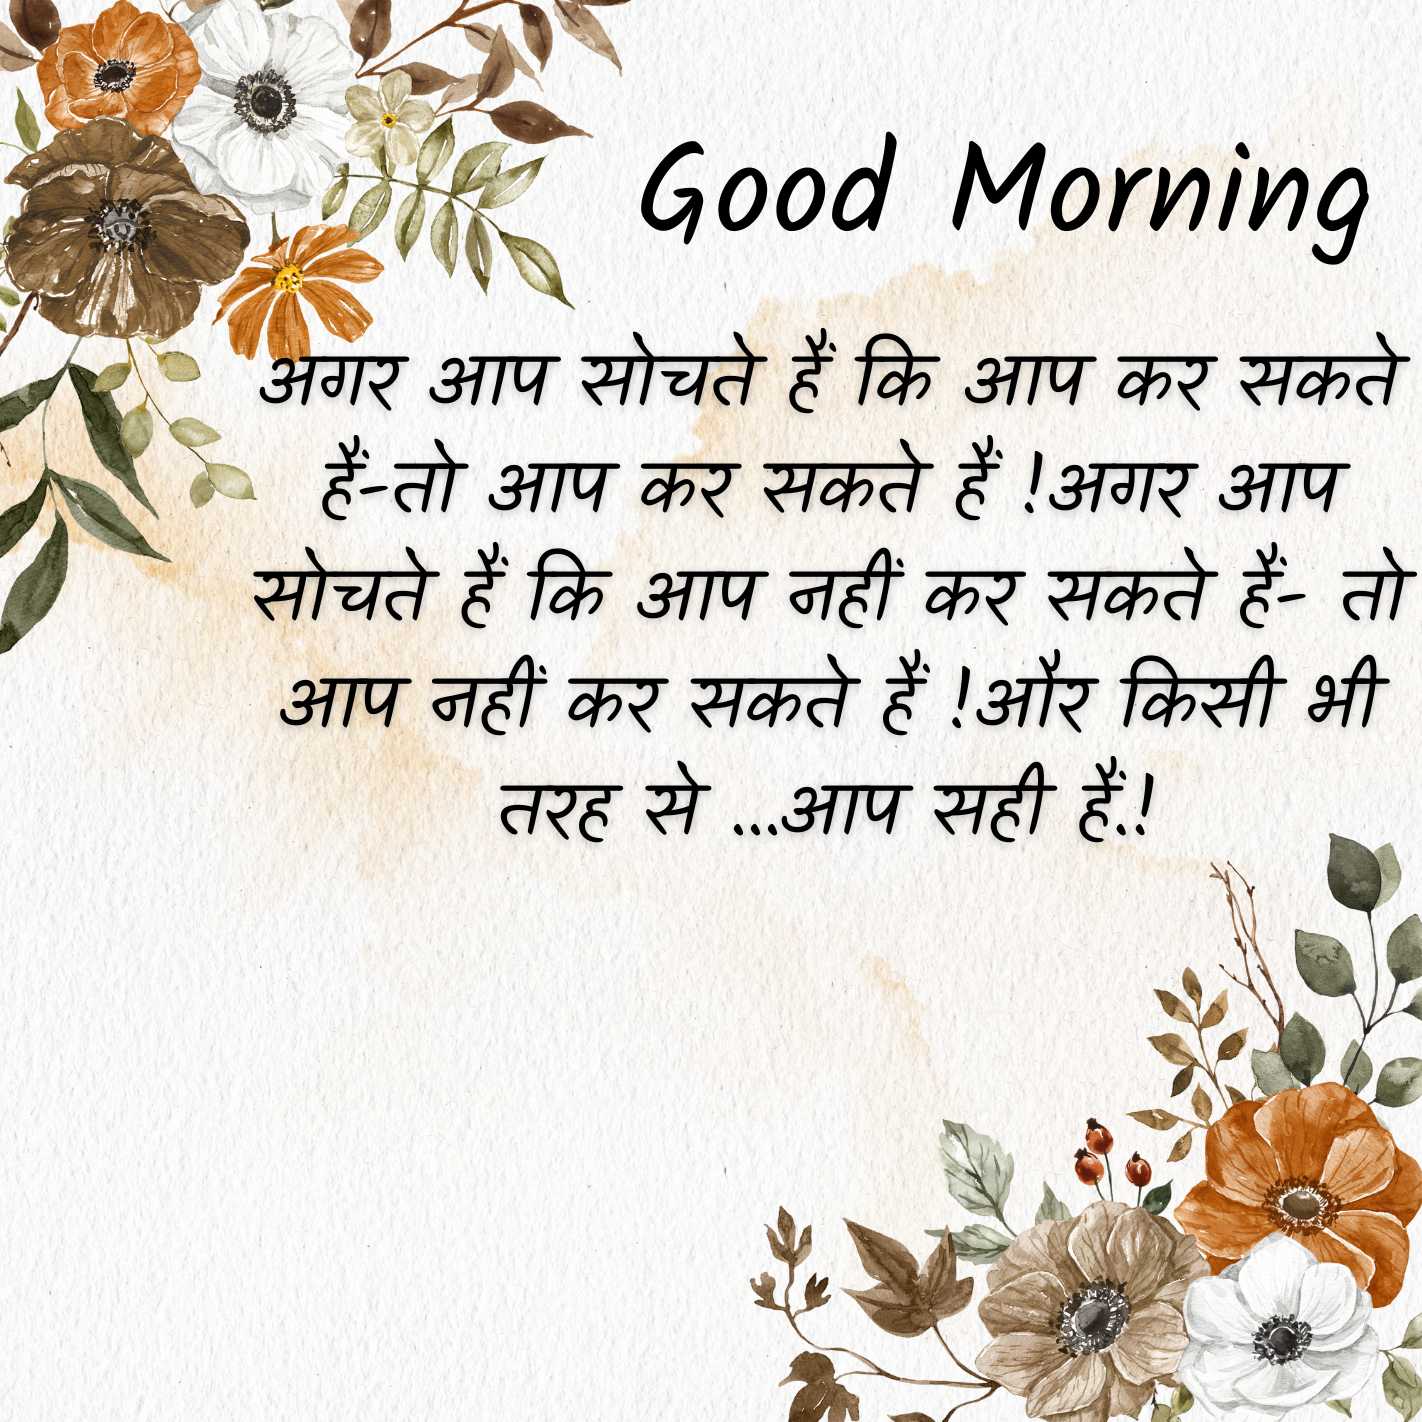 Good Morning
अगर आप सोचते हैं कि आप कर सकते
हैं-तो आप कर सकते हैं !अगर आप
सोचते हैं कि आप नहीं कर सकते हैं- तो
आप नहीं कर सकते हैं !और किसी भी
तरह से ...आप सही हैं.!